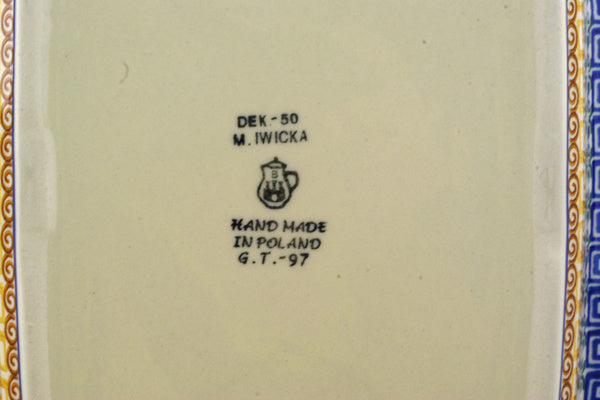 DEK-50
M. IWICKA
B
HAND MADE
IN POLAND
G.T.-97